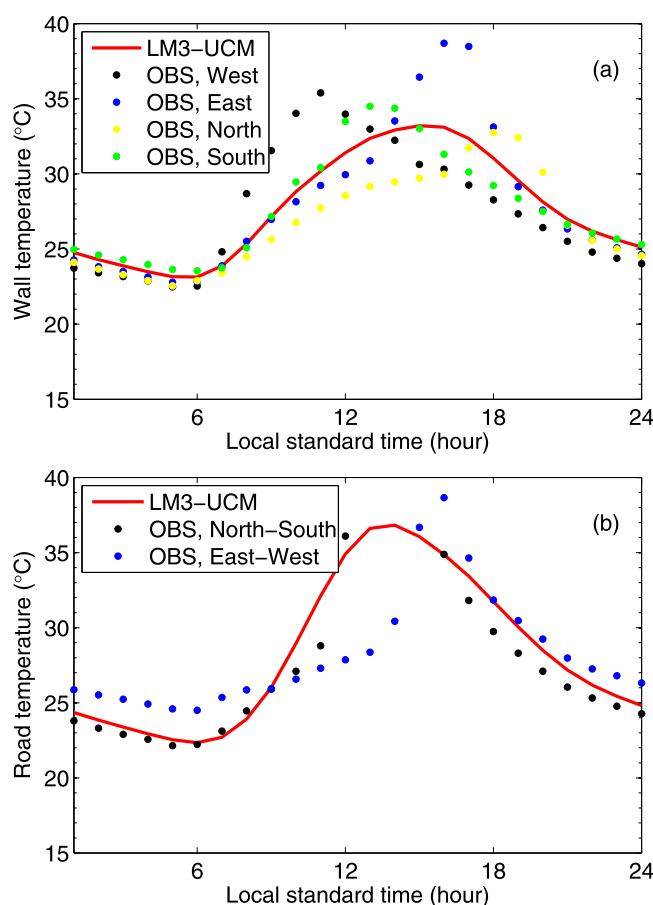 40
35
30
25
20
15
Wall temperature (°C)
LM3−UCM
OBS, West
OBS, East
OBS, North
OBS, South
(a)
6
12
18
24
Local standard time (hour)
40
35
30
25
20
15
Road temperature (°C)
LM3−UCM
OBS, North−South
OBS, East−West
(b)
6
12
18
24
Local standard time (hour)